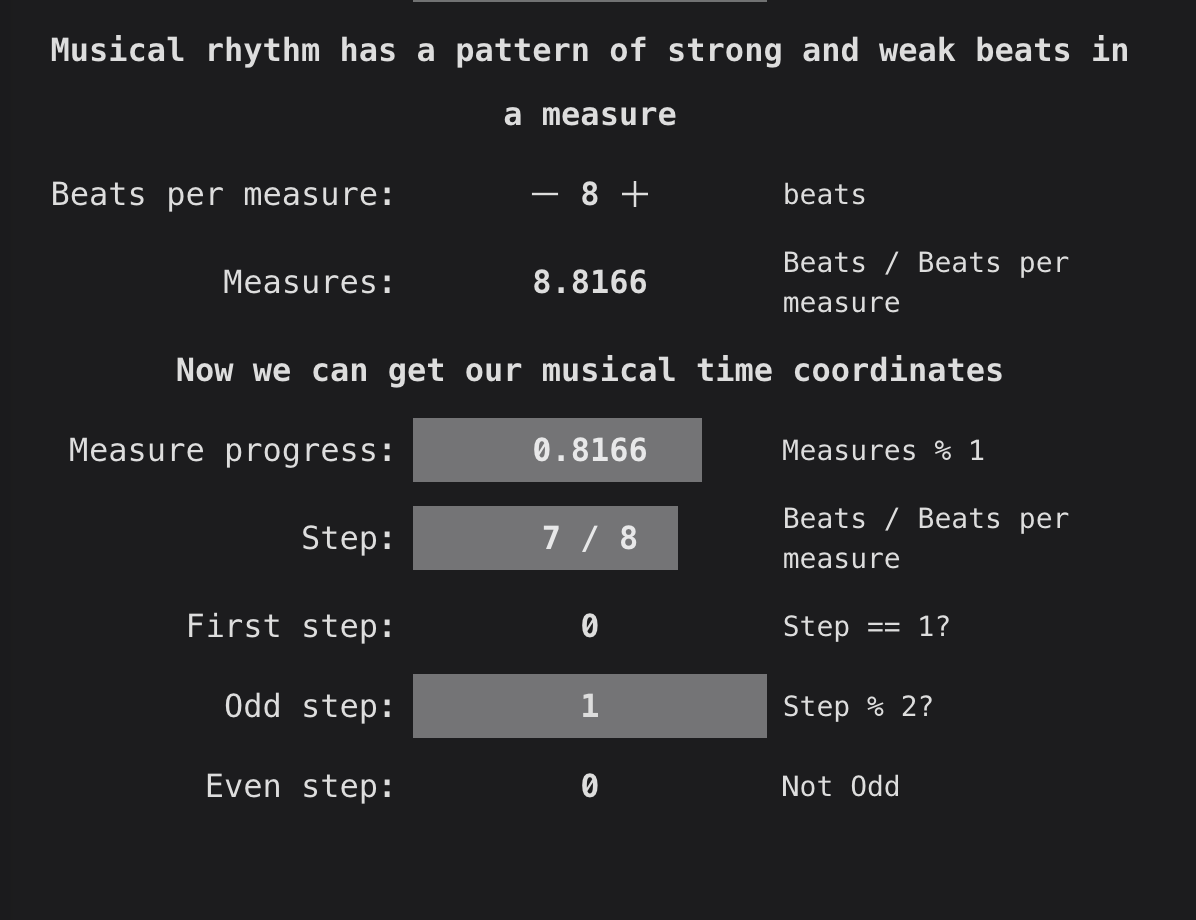 Musical rhythm has a pattern of strong and weak beats in
a measure
Beats per measure: — 8 + beats
Measures: 8.8166 Beats / Beats per
measure
Now we can get our musical time coordinates
Measure progress: 0.8166 Measures % 1
Step: 7 / 8 Beats / Beats per
measure
First step: 0 Step == 1?
Odd step: 1 Step % 2?
Even step: 0 Not Odd